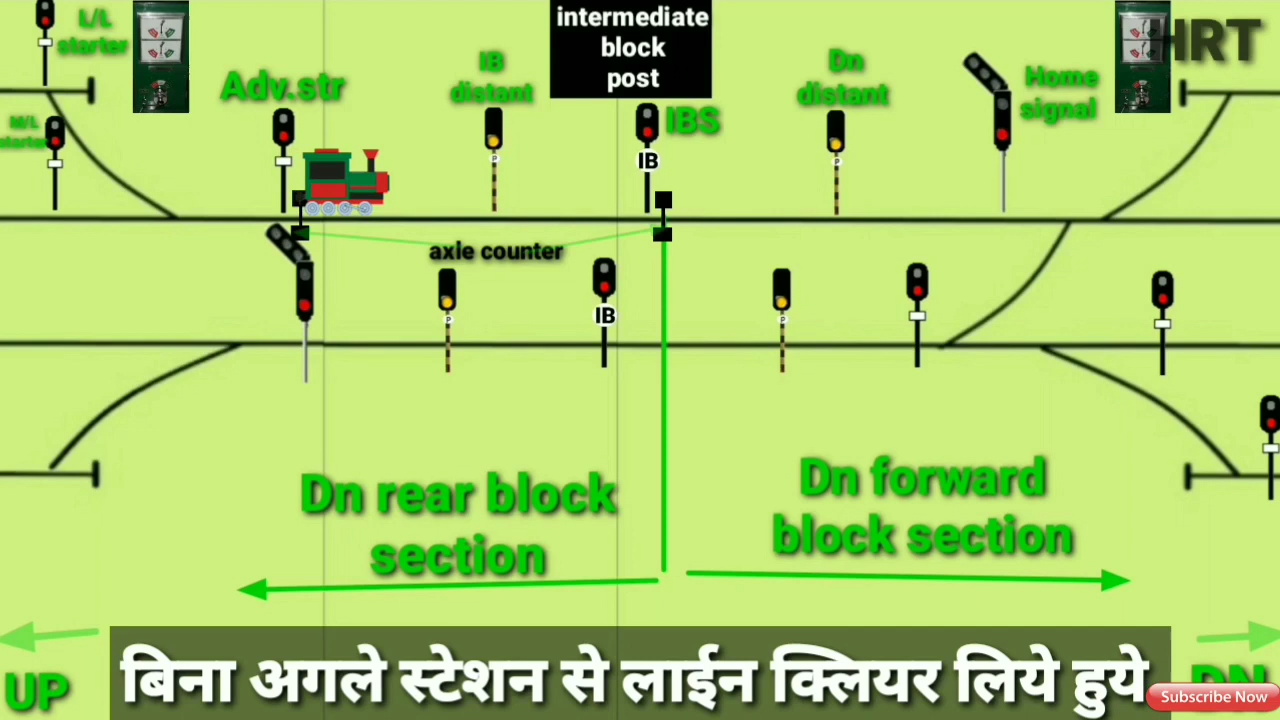 L/L
starter
Adv.str
IB
distant
intermediate
block
post
IBS
IB
Dn
distant
Home
signal
HRT
M/L
starter
P
P
axle counter
P
IB
P
Dn rear block
section
Dn forward
block section
UP
बिना अगले स्टेशन से लाईन क्लियर लिये हुये
DN
Subscribe Now